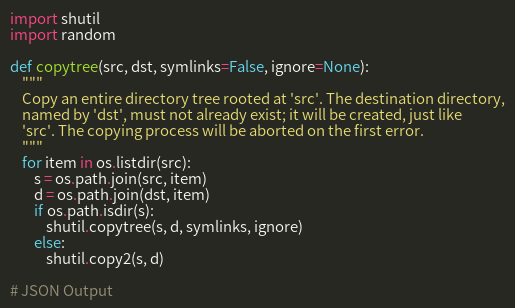 import shutil
import random
def copytree(src, dst, symlinks=False, ignore=None):
"""
Copy an entire directory tree rooted at 'src'. The destination directory,
named by 'dst', must not already exist; it will be created, just like
'src'. The copying process will be aborted on the first error.
"""
for item in os.listdir(src):
s = os.path.join(src, item)
d = os.path.join(dst, item)
if os.path.isdir(s):
shutil.copytree(s, d, symlinks, ignore)
else:
shutil.copy2(s, d)
# JSON Output